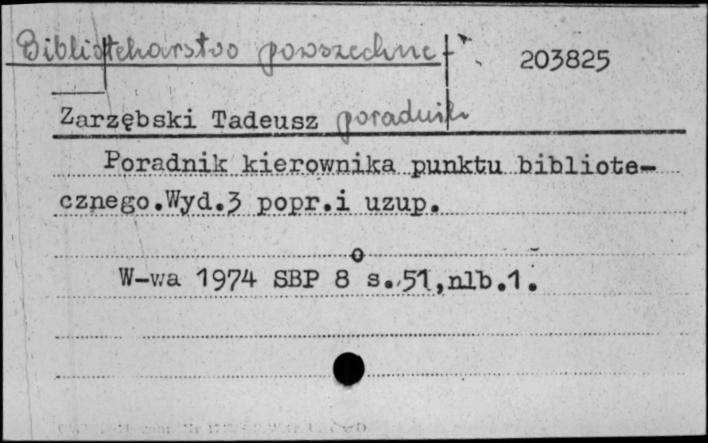 Bibliotekarstwo powszechne + 203825
Zarzębski Tadeusz poradnik
Poradnik kierownika punktu bibliote-
cznego.Wyd.3 popr.i uzup.
W-wa 1974 SBP 8° s.51,nlb.1.